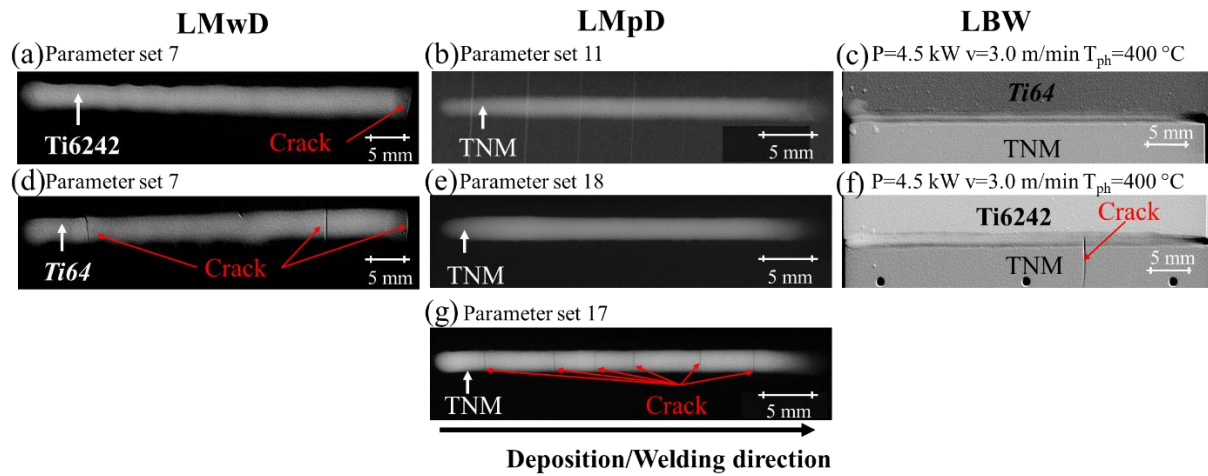 LMwD LMpD LBW
(a) Parameter set 7
Ti6242
Crack
5 mm
(b) Parameter set 11
TNM
5 mm
(c) P=4.5 kW v=3.0 m/min Tph=400 °C
Ti64
TNM
5 mm
(d) Parameter set 7
Ti64
Crack
5 mm
(e) Parameter set 18
TNM
5 mm
(f) P=4.5 kW v=3.0 m/min Tph=400 °C
Ti6242
Crack
TNM
5 mm
(g) Parameter set 17
TNM
Crack
5 mm
Deposition/Welding direction